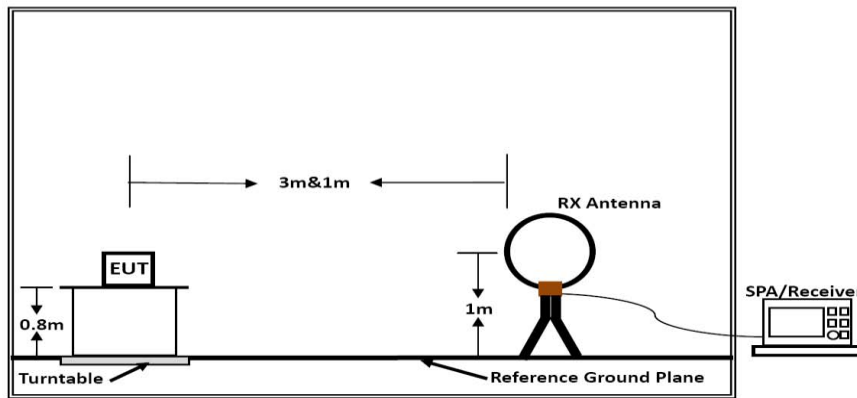 3m&1m
RX Antenna
EUT
SPA/Receiver
0.8m
1m
Turntable
Reference Ground Plane